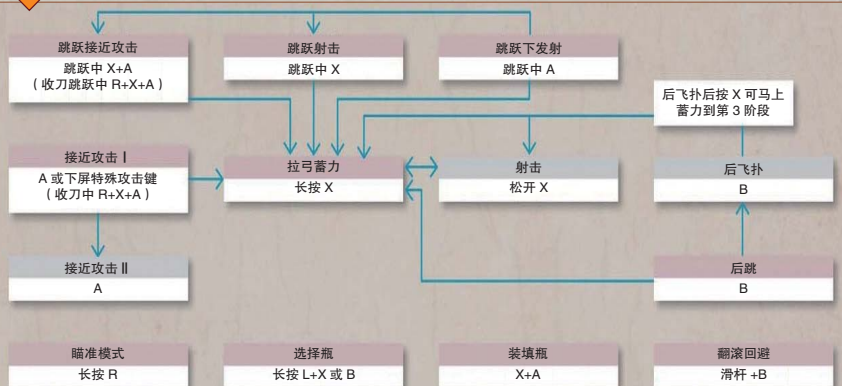 跳跃接近攻击
跳跃中 X+A
（收刀跳跃中 R+X+A）
跳跃射击
跳跃中 X
跳跃下发射
跳跃中 A
后飞扑后按 X 可马上
蓄力到第 3 阶段
接近攻击 Ⅰ
A 或下屏特殊攻击键
（收刀中 R+X+A）
拉弓蓄力
长按 X
射击
松开 X
后飞扑
B
接近攻击 Ⅱ
A
后跳
B
瞄准模式
长按 R
选择瓶
长按 L+X 或 B
装填瓶
X+A
翻滚回避
滑杆 +B